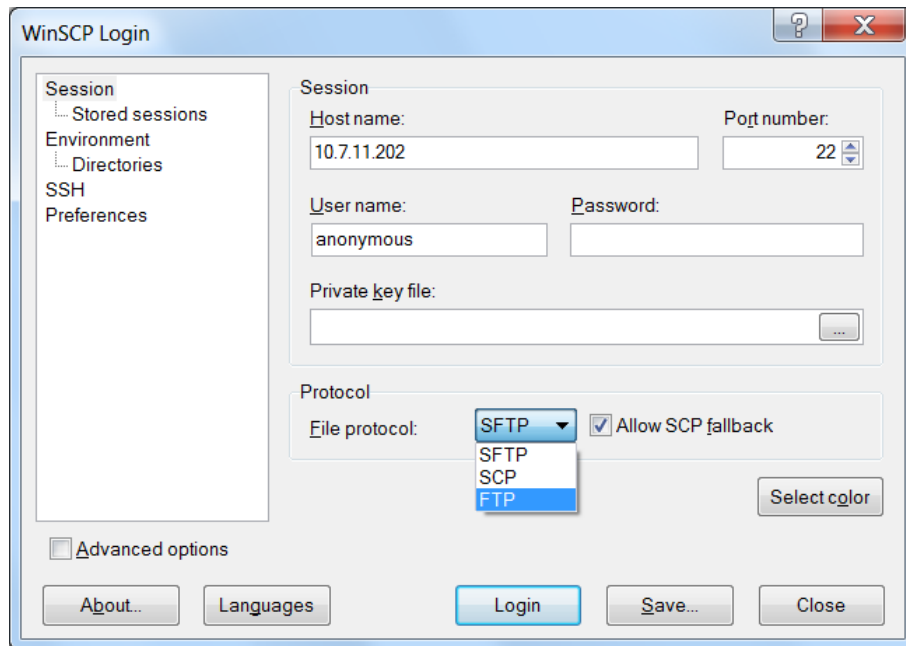 WinSCP Login
Session
Stored sessions
Environment
Directories
SSH
Preferences
Session
Host name:
Port number:
10.7.11.202
22
User name:
Password:
anonymous
Private key file:
...
Protocol
File protocol:
SFTP
Allow SCP fallback
SFTP
SCP
FTP
Select color
Advanced options
About...
Languages
Login
Save...
Close